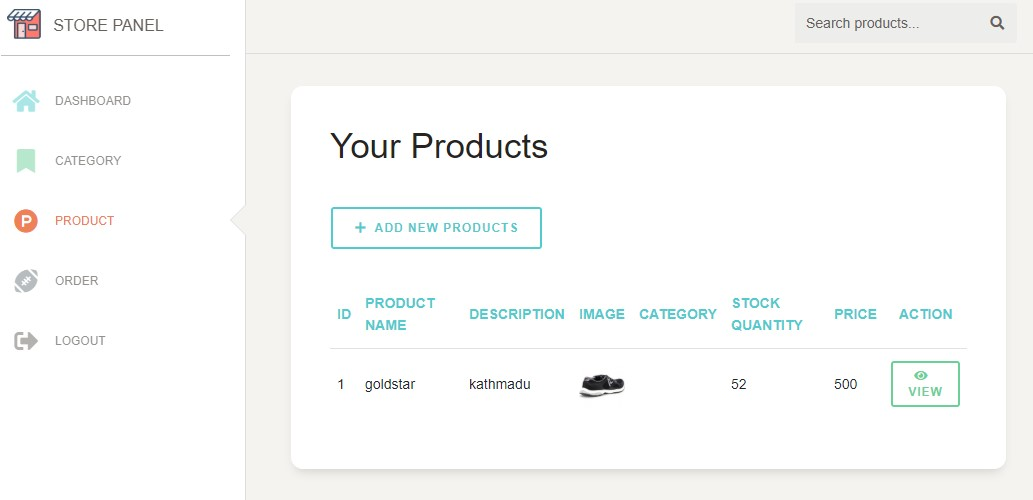 STORE PANEL
Search products...
DASHBOARD
CATEGORY
P PRODUCT
ORDER
LOGOUT
Your Products
+ ADD NEW PRODUCTS
ID PRODUCT NAME DESCRIPTION IMAGE CATEGORY STOCK QUANTITY PRICE ACTION
1 goldstar kathmadu 52 500 VIEW